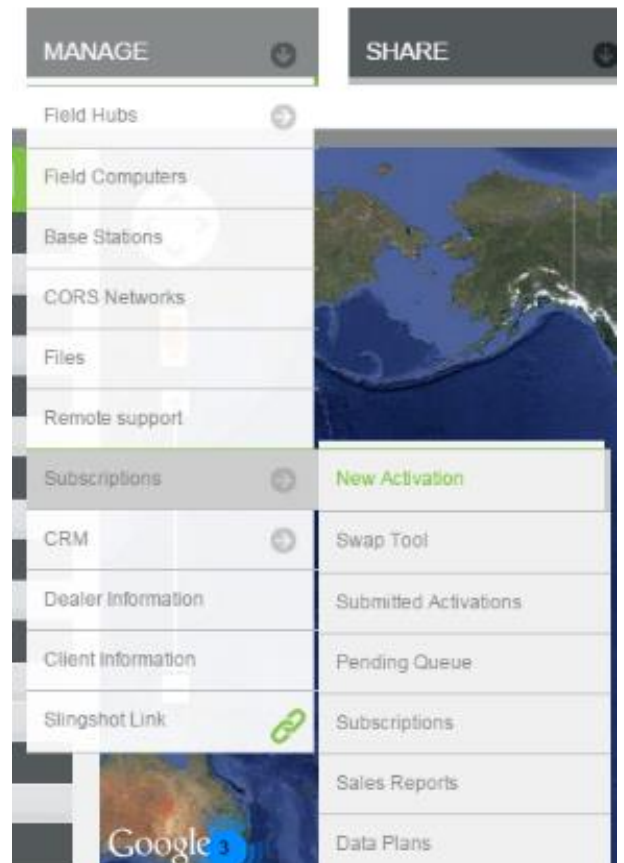 MANAGE
SHARE
Field Hubs
Field Computers
Base Stations
CORS Networks
Files
Remote support
Subscriptions
New Activation
CRM
Swap Tool
Dealer Information
Submitted Activations
Client Information
Pending Queue
Slingshot Link
Subscriptions
Sales Reports
Google 3
Data Plans